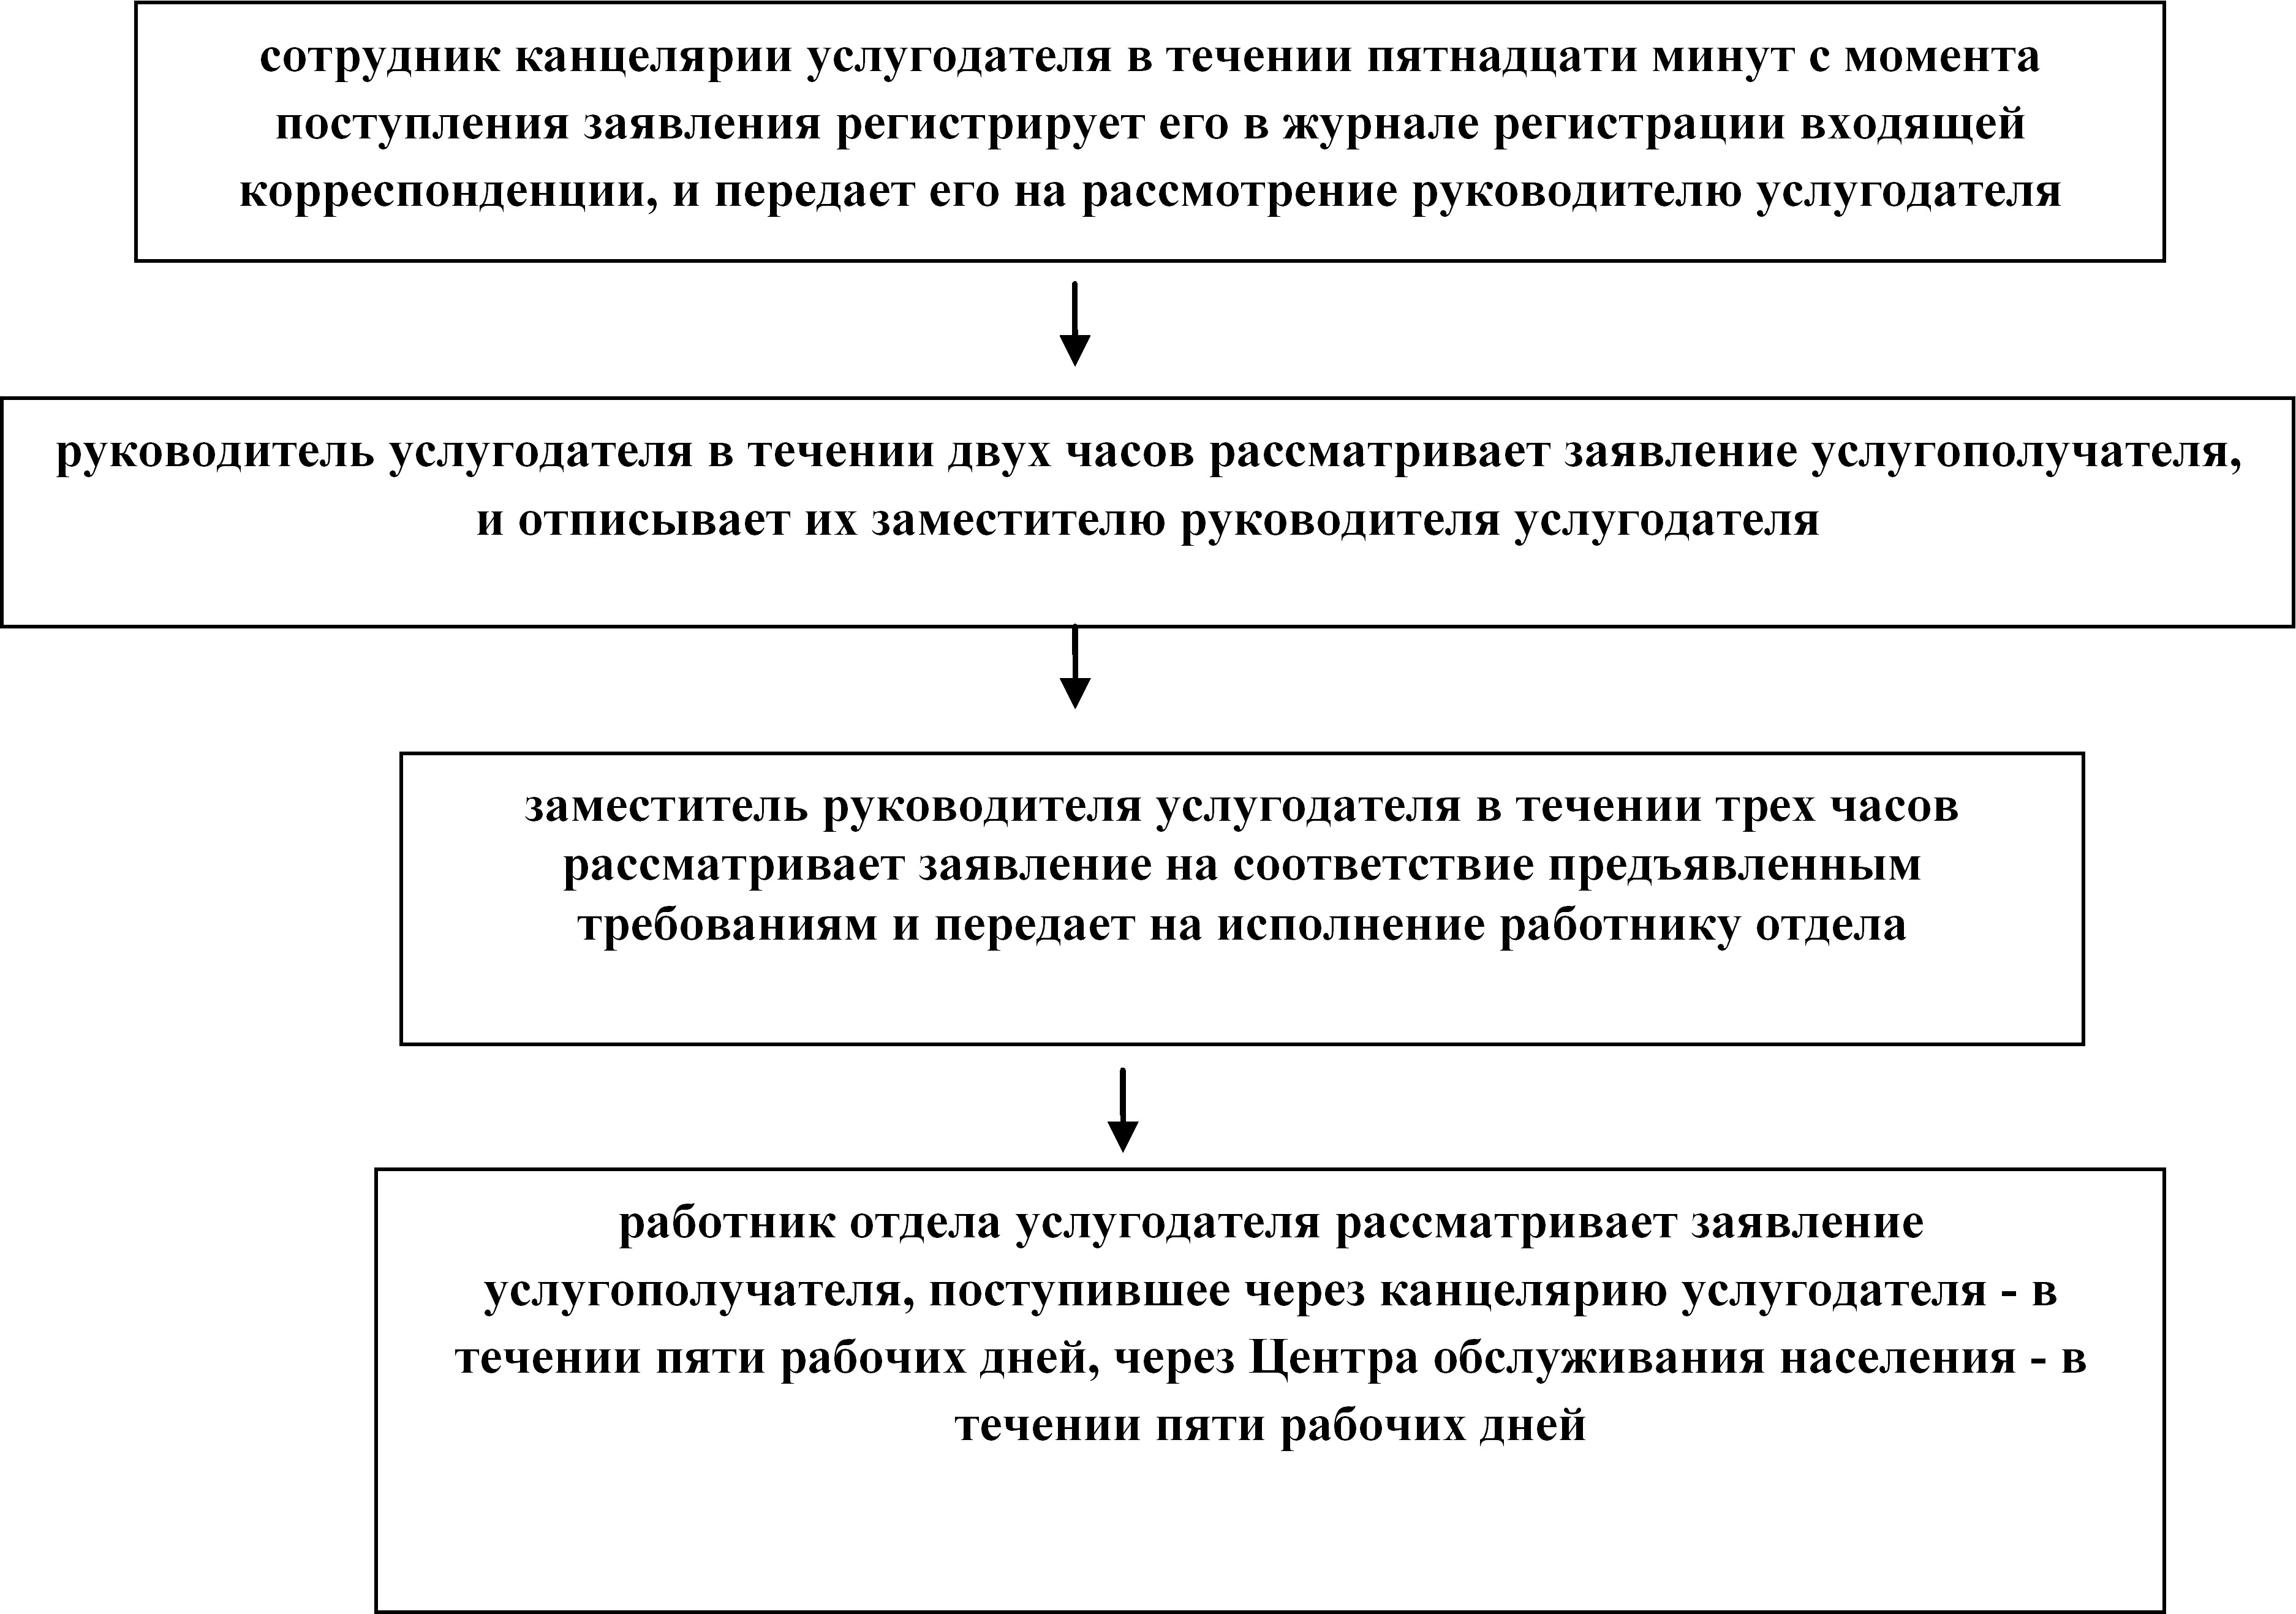 сотрудник канцелярии услугодателя в течении пятнадцати минут с момента
поступления заявления регистрирует его в журнале регистрации входящей
корреспонденции, и передает его на рассмотрение руководителю услугодателя
руководитель услугодателя в течении двух часов рассматривает заявление услугополучателя,
и отписывает их заместителю руководителя услугодателя
заместитель руководителя услугодателя в течении трех часов
рассматривает заявление на соответствие предъявленным
требованиям и передает на исполнение работнику отдела
работник отдела услугодателя рассматривает заявление
услугополучателя, поступившее через канцелярию услугодателя - в
течении пяти рабочих дней, через Центра обслуживания населения - в
течении пяти рабочих дней